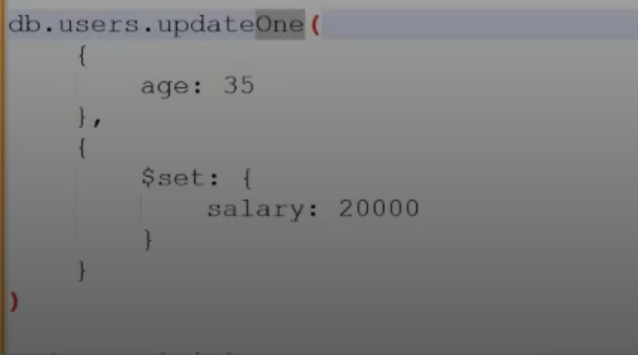 db.users.updateOne(
{
age: 35
},
{
$set: {
salary: 20000
}
}
)